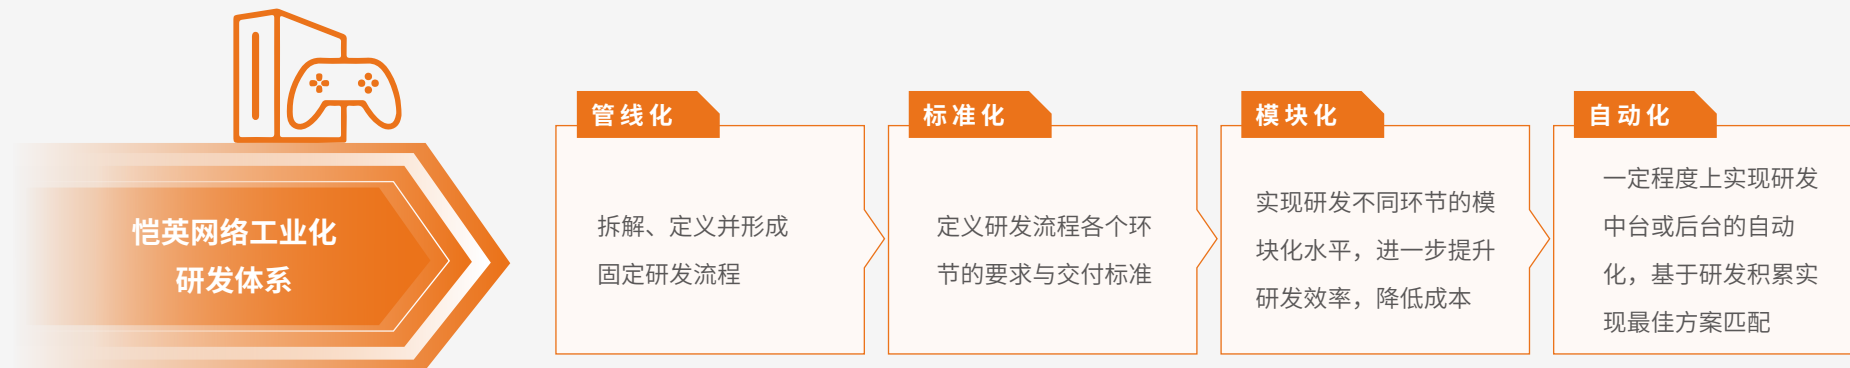 恺英网络工业化
研发体系
管线化
拆解、定义并形成
固定研发流程
标准化
定义研发流程各个环
节的要求与交付标准
模块化
实现研发不同环节的模
块化水平，进一步提升
研发效率，降低成本
自动化
一定程度上实现研发
中台或后台的自动
化，基于研发积累实
现最佳方案匹配